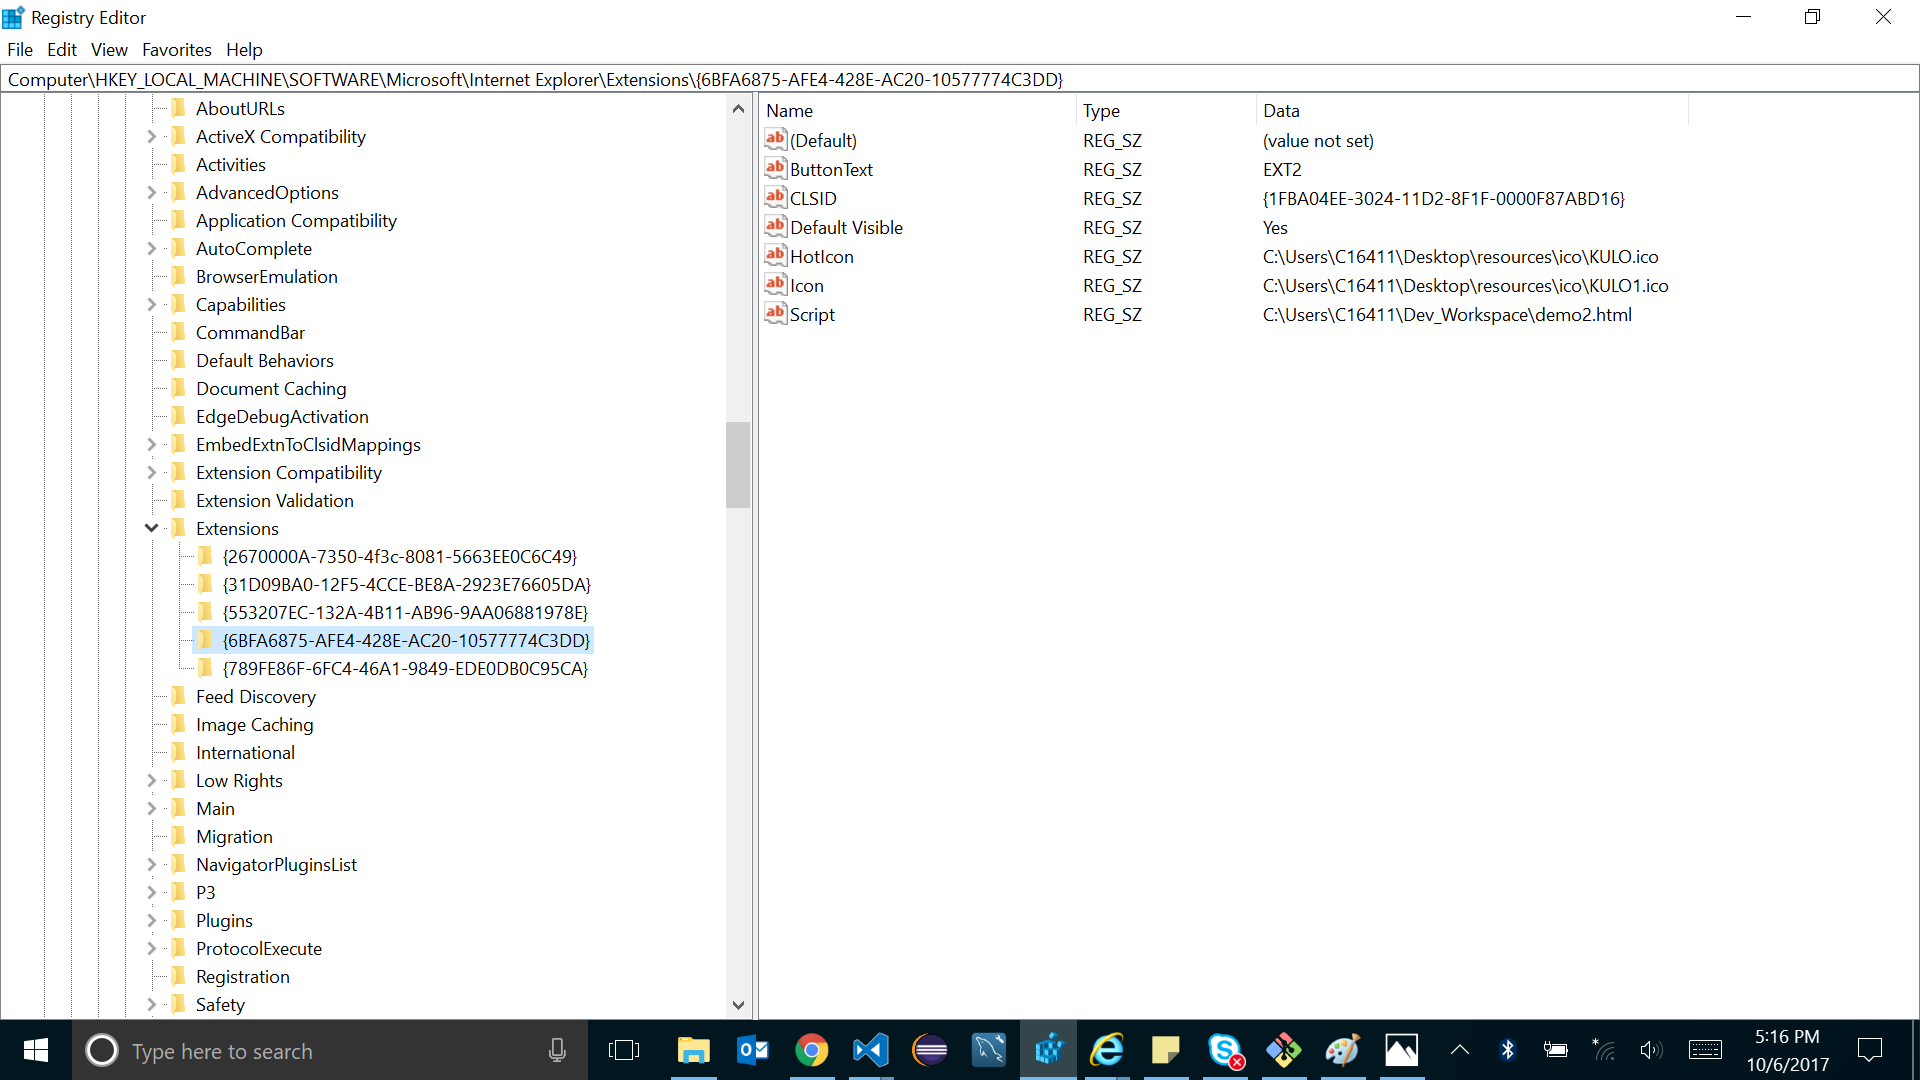 Registry Editor
File Edit View Favorites Help
Computer\HKEY_LOCAL_MACHINE\SOFTWARE\Microsoft\Internet Explorer\Extensions\{6BFA6875-AFE4-428E-AC20-10577774C3DD}
AboutURLs
ActiveX Compatibility
Activities
AdvancedOptions
Application Compatibility
AutoComplete
BrowserEmulation
Capabilities
CommandBar
Default Behaviors
Document Caching
EdgeDebugActivation
EmbedExtnToClsidMappings
Extension Compatibility
Extension Validation
Extensions
{2670000A-7350-4f3c-8081-5663EE0C6C49}
{31D09BA0-12F5-4CCE-BE8A-2923E76605DA}
{553207EC-132A-4B11-AB96-9AA06881978E}
{6BFA6875-AFE4-428E-AC20-10577774C3DD}
{789FE86F-6FC4-46A1-9849-EDE0DB0C95CA}
Feed Discovery
Image Caching
International
Low Rights
Main
Migration
NavigatorPluginsList
P3
Plugins
ProtocolExecute
Registration
Safety
Name Type Data
ab (Default) REG_SZ (value not set)
ab ButtonText REG_SZ EXT2
ab CLSID REG_SZ {1FBA04EE-3024-11D2-8F1F-0000F87ABD16}
ab Default Visible REG_SZ Yes
ab HotIcon REG_SZ C:\Users\C16411\Desktop\resources\ico\KULO.ico
ab Icon REG_SZ C:\Users\C16411\Desktop\resources\ico\KULO1.ico
ab Script REG_SZ C:\Users\C16411\Dev_Workspace\demo2.html
Type here to search
5:16 PM
10/6/2017